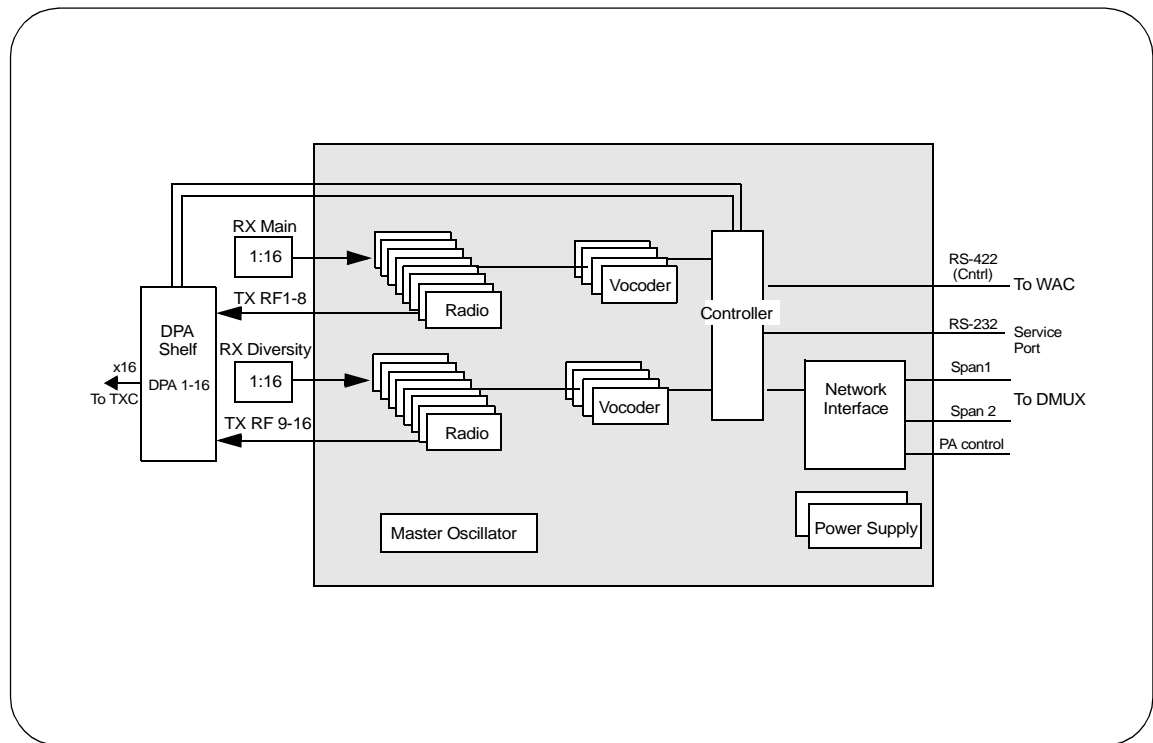 RX Main
1:16
TX RF1-8
DPA
Shelf
DPA 1-16
x16
To TXC
RX Diversity
1:16
TX RF 9-16
Radio
Vocoder
Radio
Vocoder
Controller
RS-422
(Cntrl)
To WAC
RS-232
Service
Port
Network
Interface
Span1
Span 2
To DMUX
PA control
Master Oscillator
Power Supply